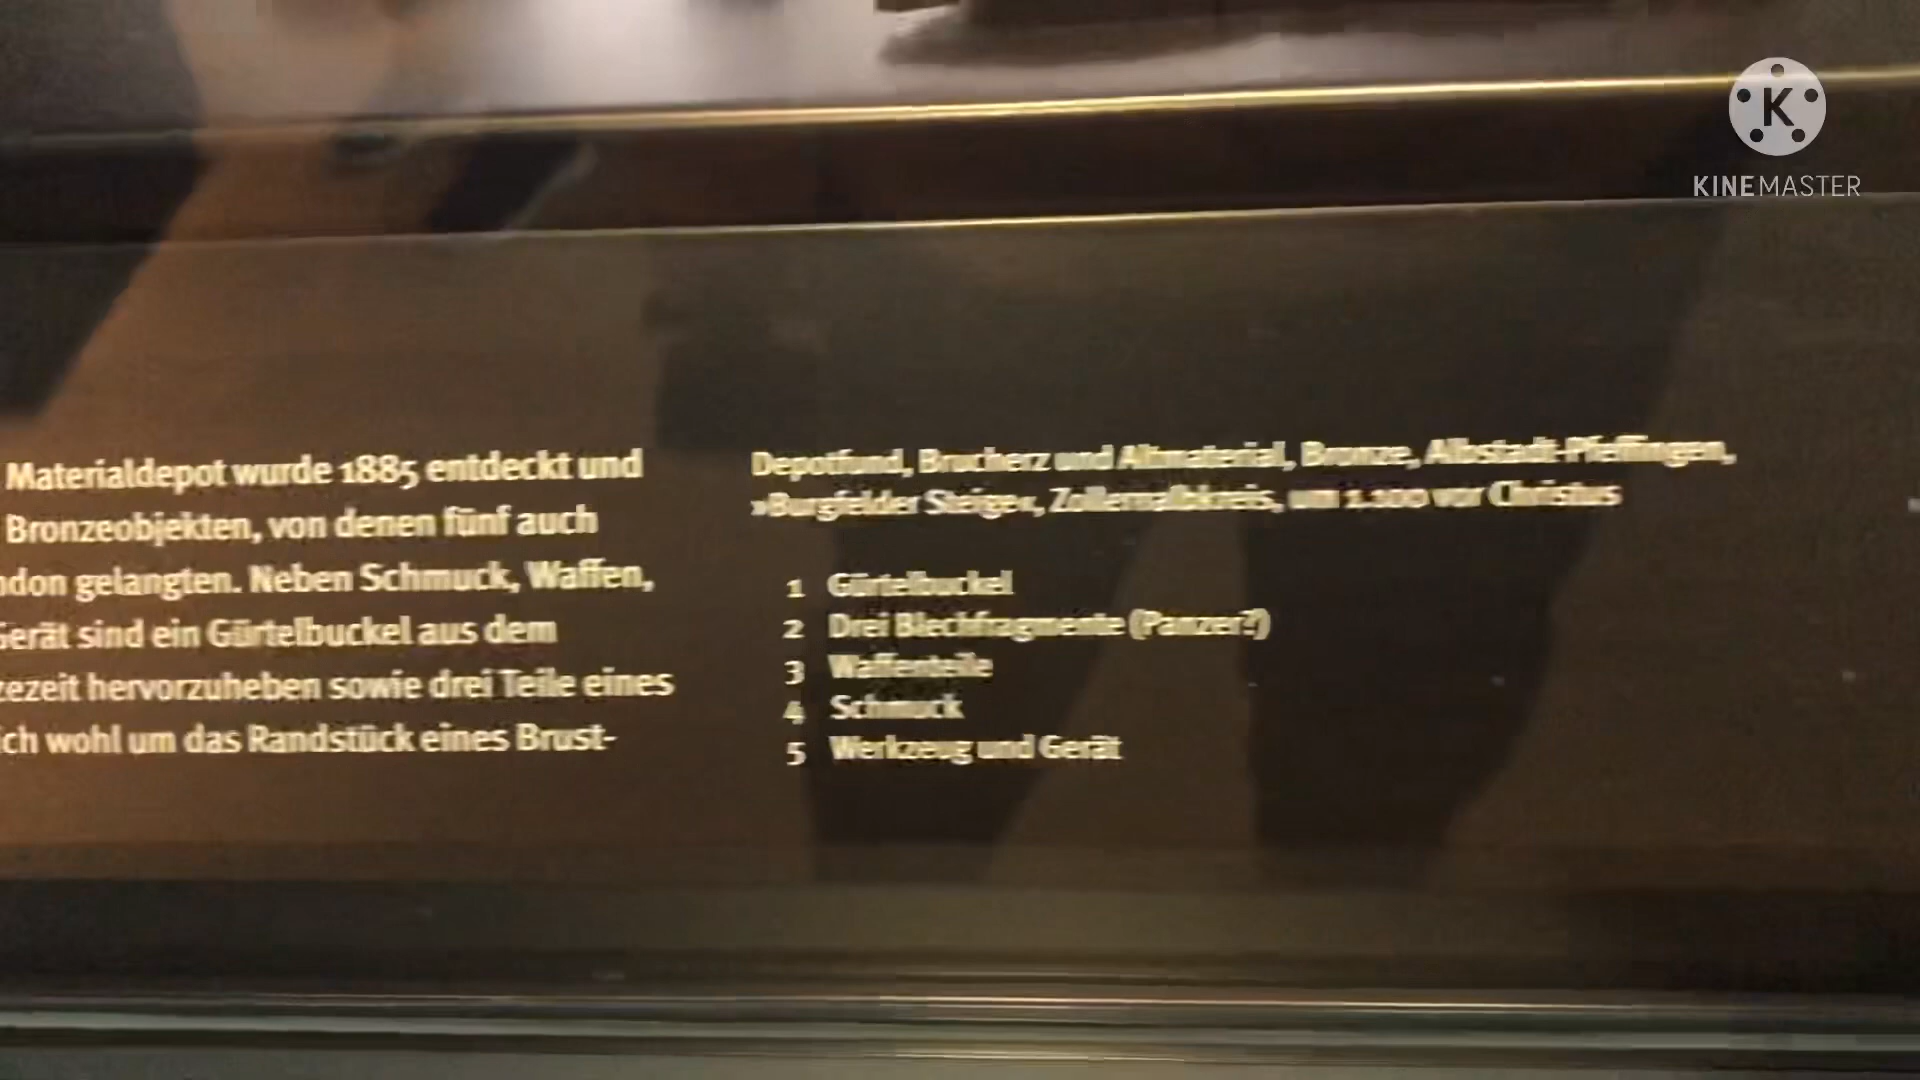 KINEMASTER
Materialdepot wurde 1885 entdeckt und
Bronzeobjekten, von denen fünf auch
ndon gelangten. Neben Schmuck, Waffen,
Gerät sind ein Gürtelbuckel aus dem
zezeit hervorzuheben sowie drei Teile eines
ich wohl um das Randstück eines Brust-
Depotfund, Brucherz und Altmaterial, Bronze, Albstadt-Pfeffingen,
»Burgfelder Steige«, Zollernalbkreis, um 1.100 vor Christus
1 Gürtelbuckel
2 Drei Blechfragmente (Panzer?)
3 Waffenteile
4 Schmuck
5 Werkzeug und Gerät